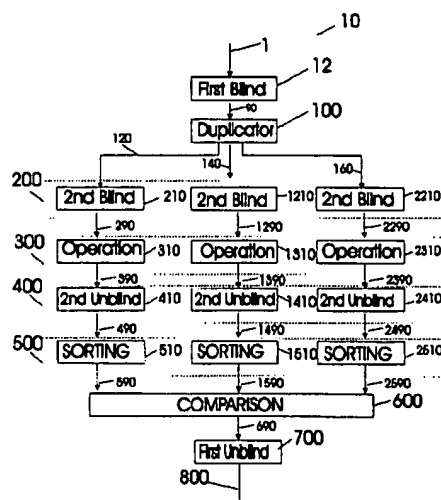 10
1
12
First Blind
90
100
Duplicator
120
140
160
200
2nd Blind 210 2nd Blind 1210 2nd Blind 2210
290 1290 2290
300
Operation 310 Operation 1310 Operation 2310
390 1390 2390
400
2nd Unblind 410 2nd Unblind 1410 2nd Unblind 2410
490 1490 2490
500
SORTING 510 SORTING 1510 SORTING 2510
590 1590 2590
COMPARISON 600
690
700
First Unblind
800